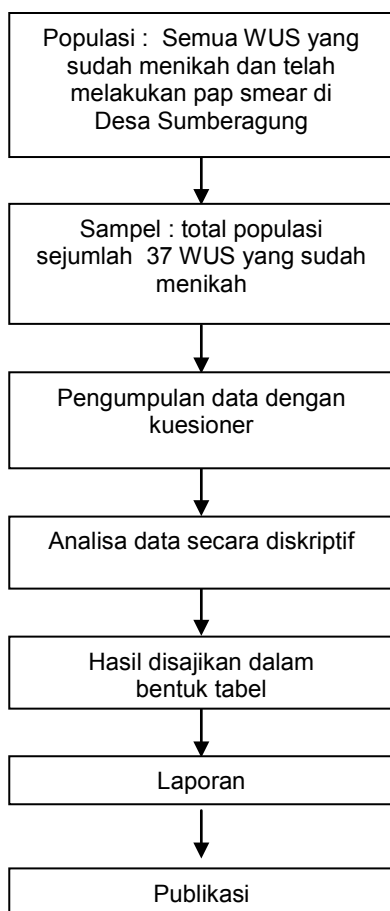 Populasi : Semua WUS yang
sudah menikah dan telah
melakukan pap smear di
Desa Sumberagung
Sampel : total populasi
sejumlah 37 WUS yang sudah
menikah
Pengumpulan data dengan
kuesioner
Analisa data secara diskriptif
Hasil disajikan dalam
bentuk tabel
Laporan
Publikasi